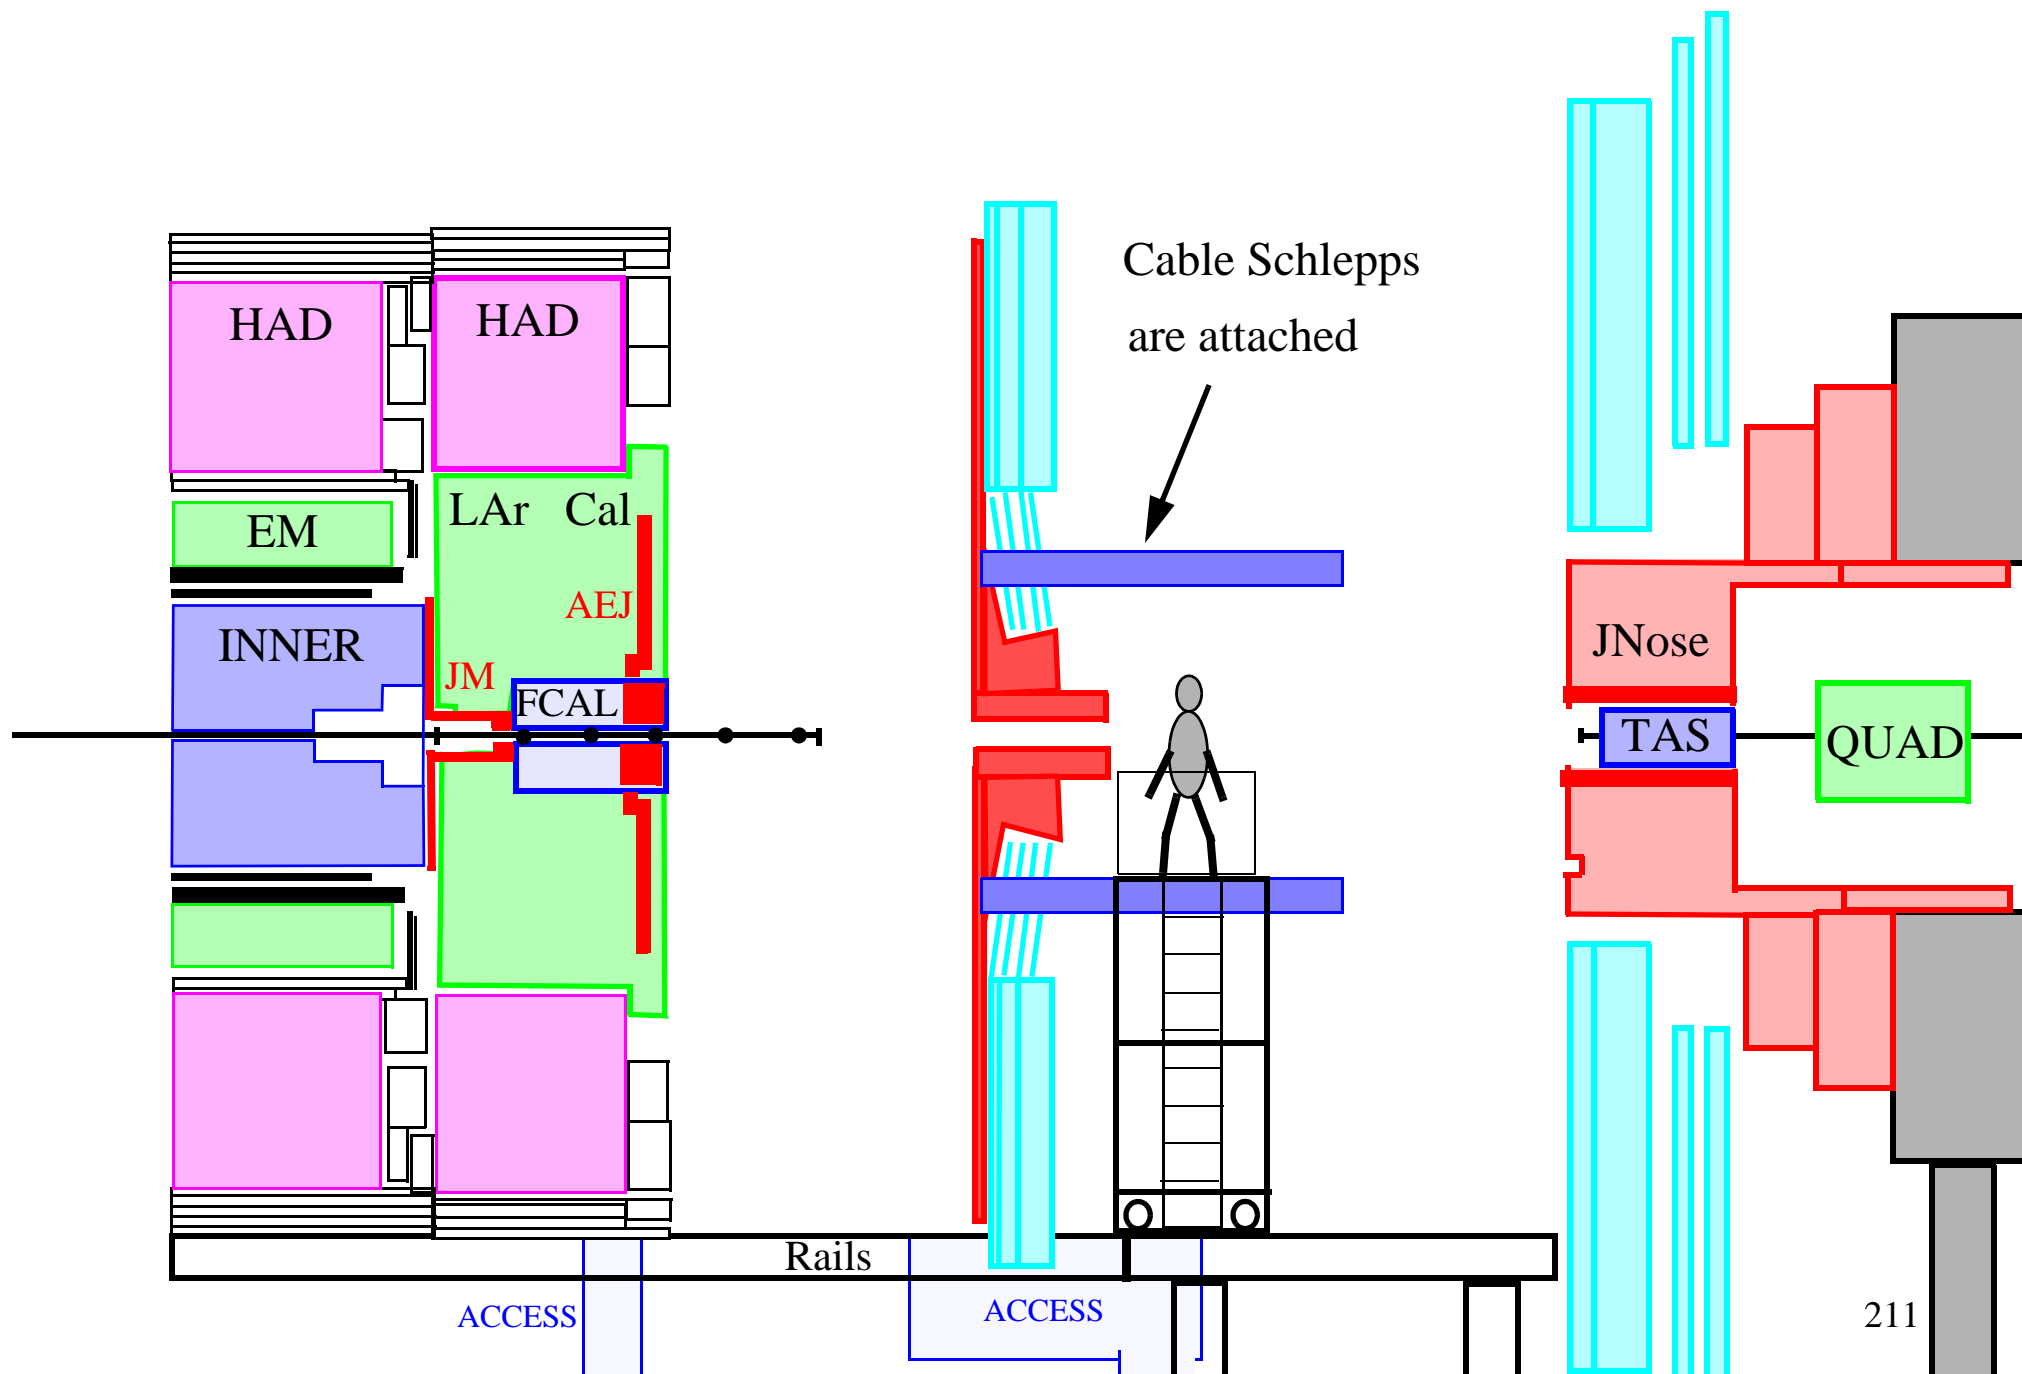 Cable Schlepps
are attached
HAD
HAD
LAr Cal
EM
AEJ
INNER
JM
FCAL
JNose
TAS
QUAD
Rails
ACCESS
ACCESS
211